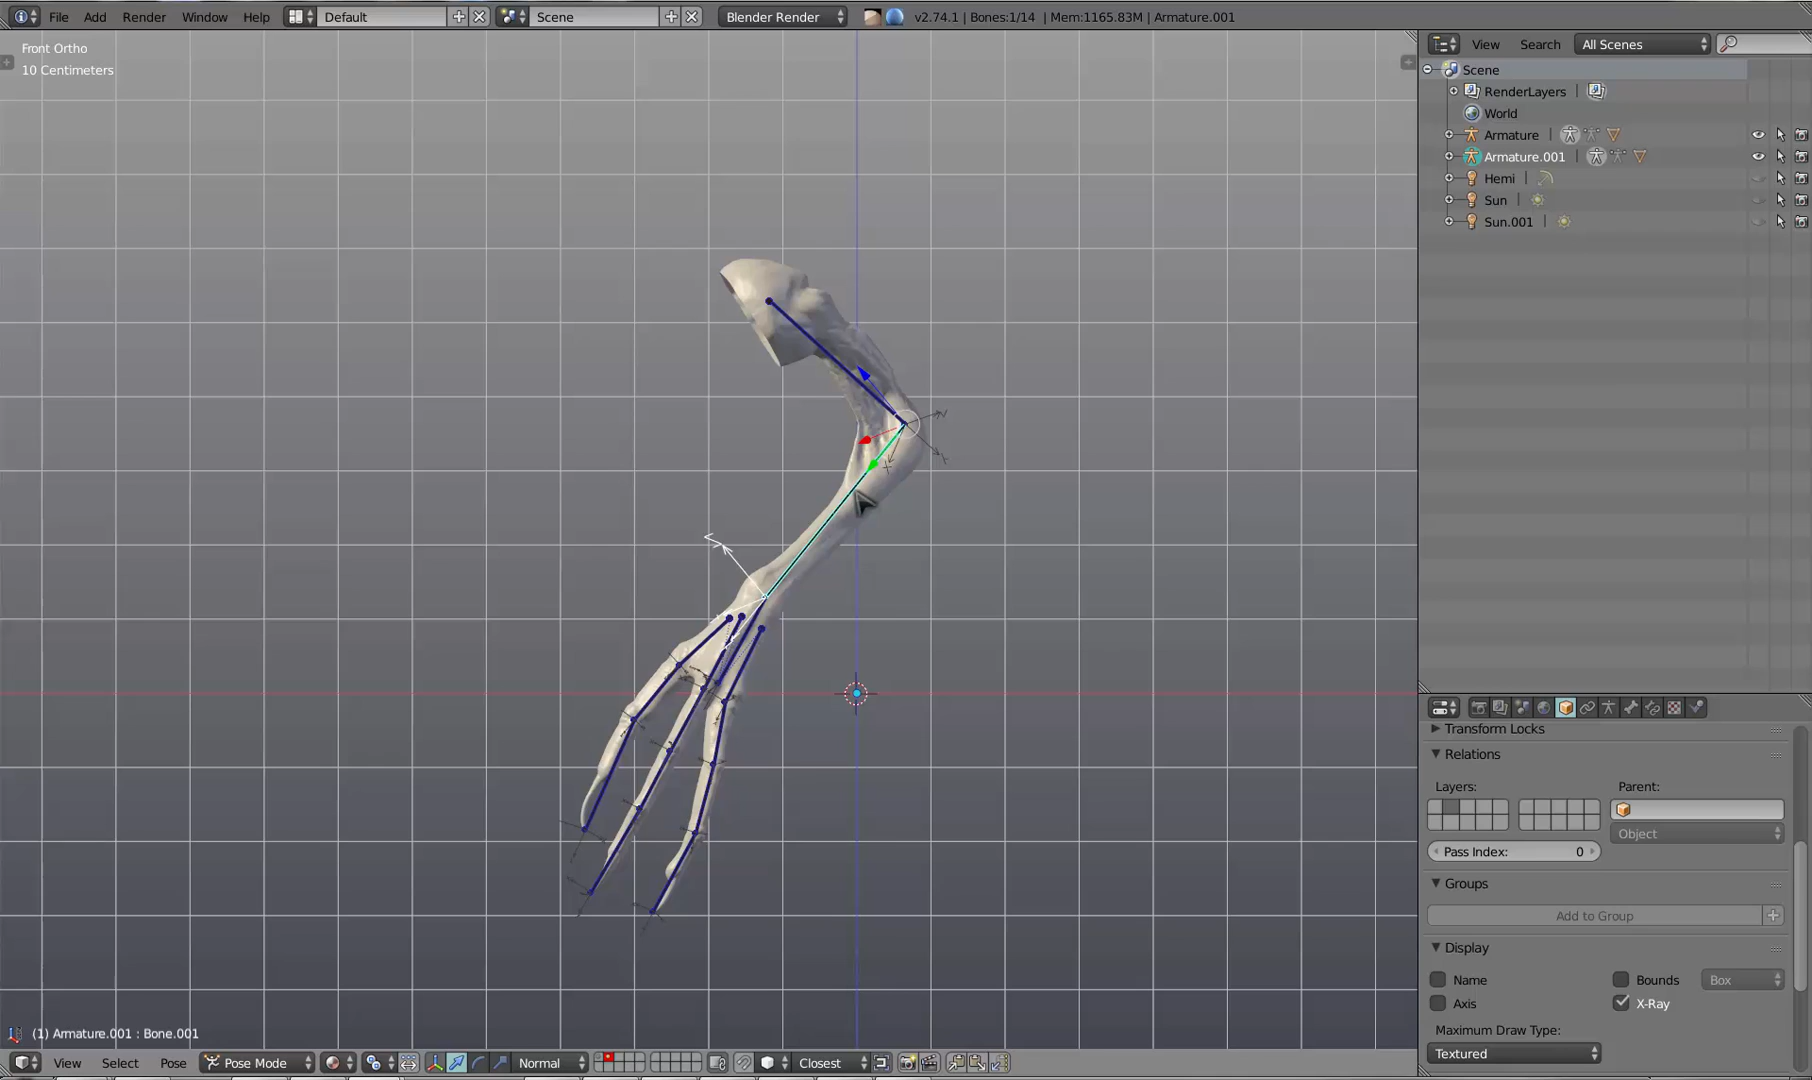 File Add Render Window Help Default Scene Blender Render v2.74.1 | Bones:1/14 | Mem:1165.83M | Armature.001
Front Ortho
10 Centimeters
View Search All Scenes
Scene
RenderLayers
World
Armature
Armature.001
Hemi
Sun
Sun.001
Transform Locks
Relations
Layers: Parent:
Object
Pass Index: 0
Groups
Add to Group
Display
Name Bounds Box
Axis X-Ray
Maximum Draw Type:
Textured
(1) Armature.001 : Bone.001
View Select Pose Pose Mode Normal Closest